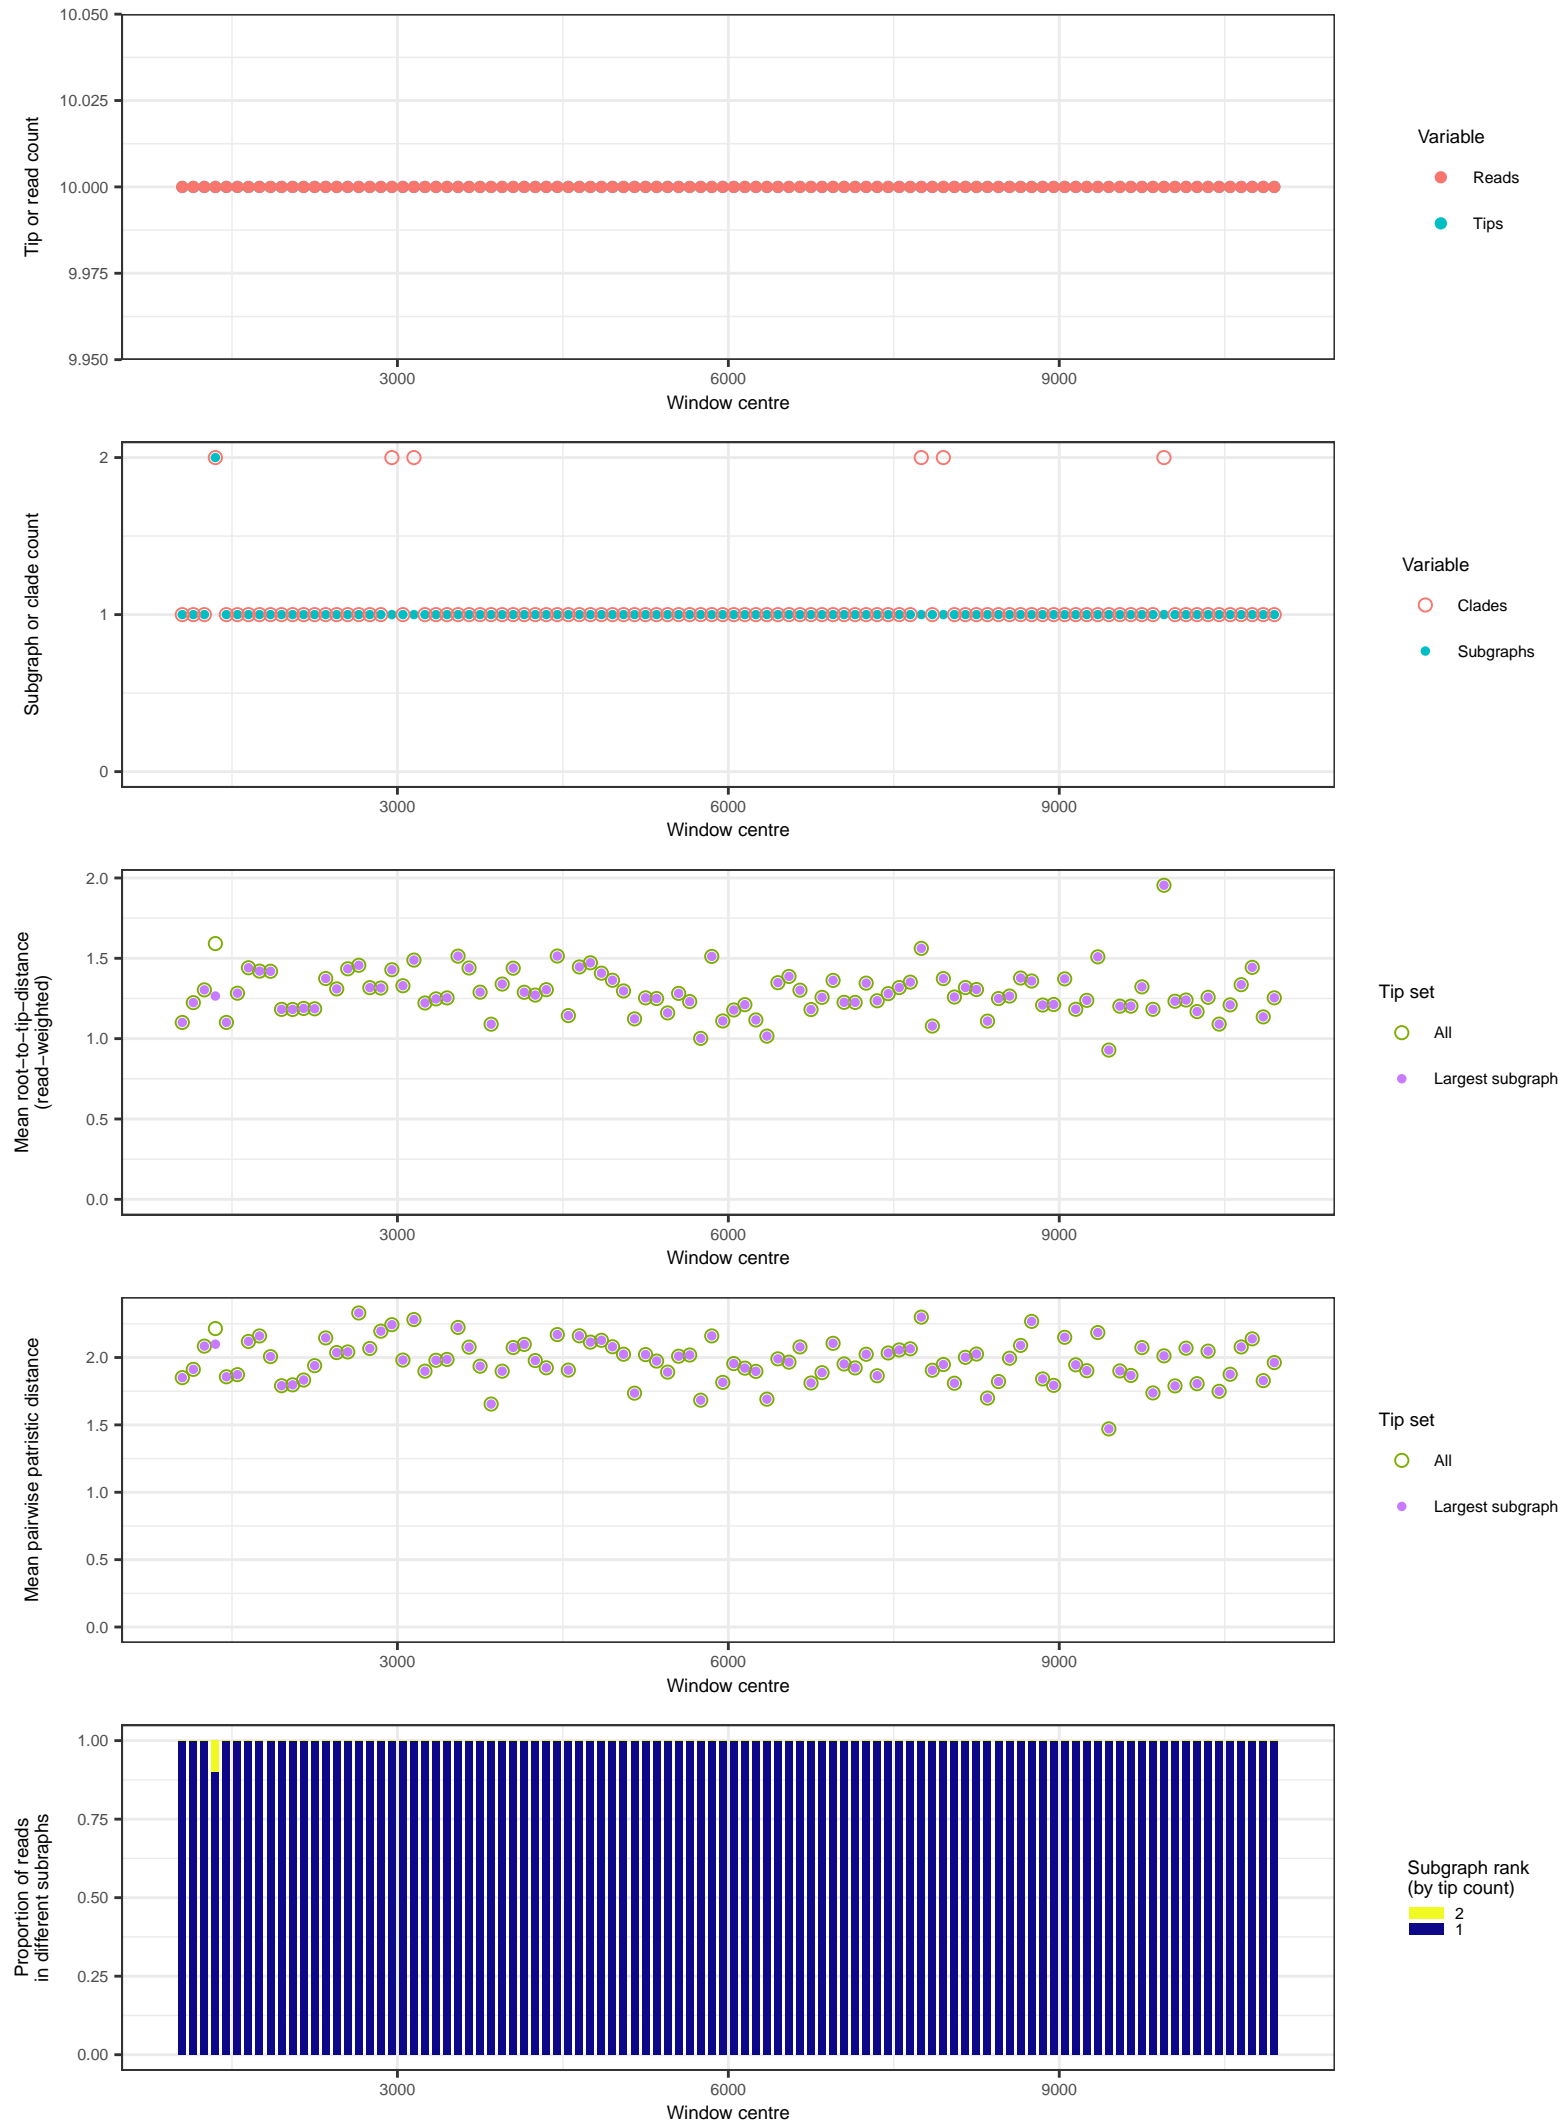 10.050
10.025
10.000
9.975
9.950
Tip or read count
3000 6000 9000
Window centre
Variable
Reads
Tips
2
1
0
Subgraph or clade count
3000 6000 9000
Window centre
Variable
Clades
Subgraphs
2.0
1.5
1.0
0.5
0.0
Mean root−to−tip−distance
(read−weighted)
3000 6000 9000
Window centre
Tip set
All
Largest subgraph
2.0
1.5
1.0
0.5
0.0
Mean pairwise patristic distance
3000 6000 9000
Window centre
Tip set
All
Largest subgraph
1.00
0.75
0.50
0.25
0.00
Proportion of reads
in different subraphs
3000 6000 9000
Window centre
Subgraph rank
(by tip count)
2
1